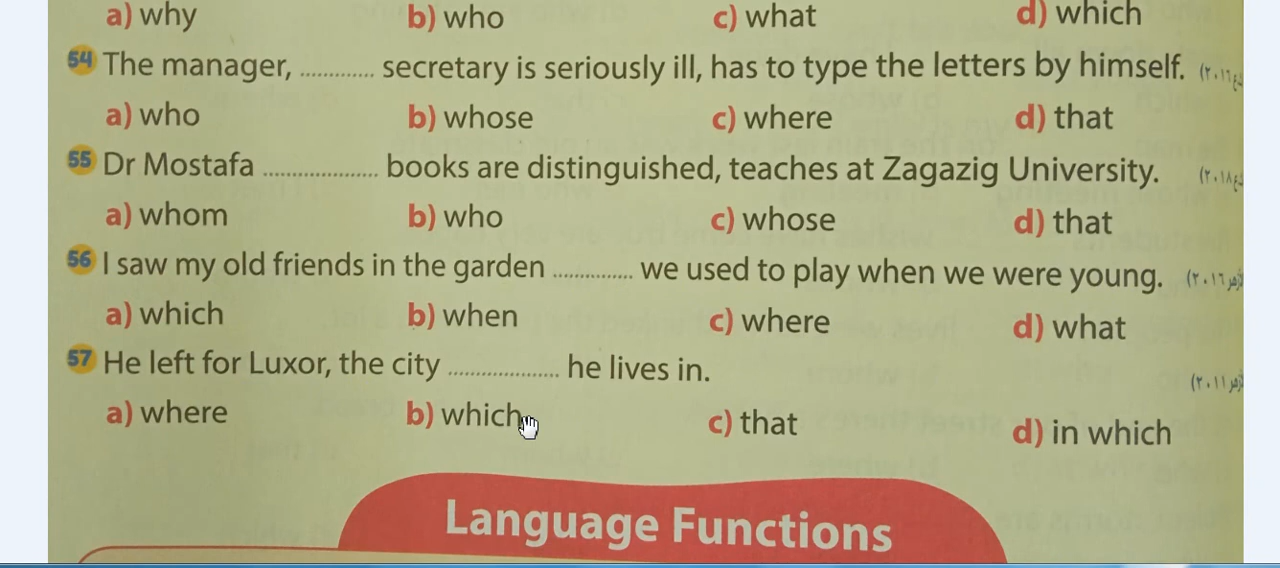 a) why b) who c) what d) which
54 The manager, ............ secretary is seriously ill, has to type the letters by himself.
a) who b) whose c) where d) that
55 Dr Mostafa .................. books are distinguished, teaches at Zagazig University.
a) whom b) who c) whose d) that
56 I saw my old friends in the garden ............. we used to play when we were young.
a) which b) when c) where d) what
57 He left for Luxor, the city .................. he lives in.
a) where b) which c) that d) in which
Language Functions